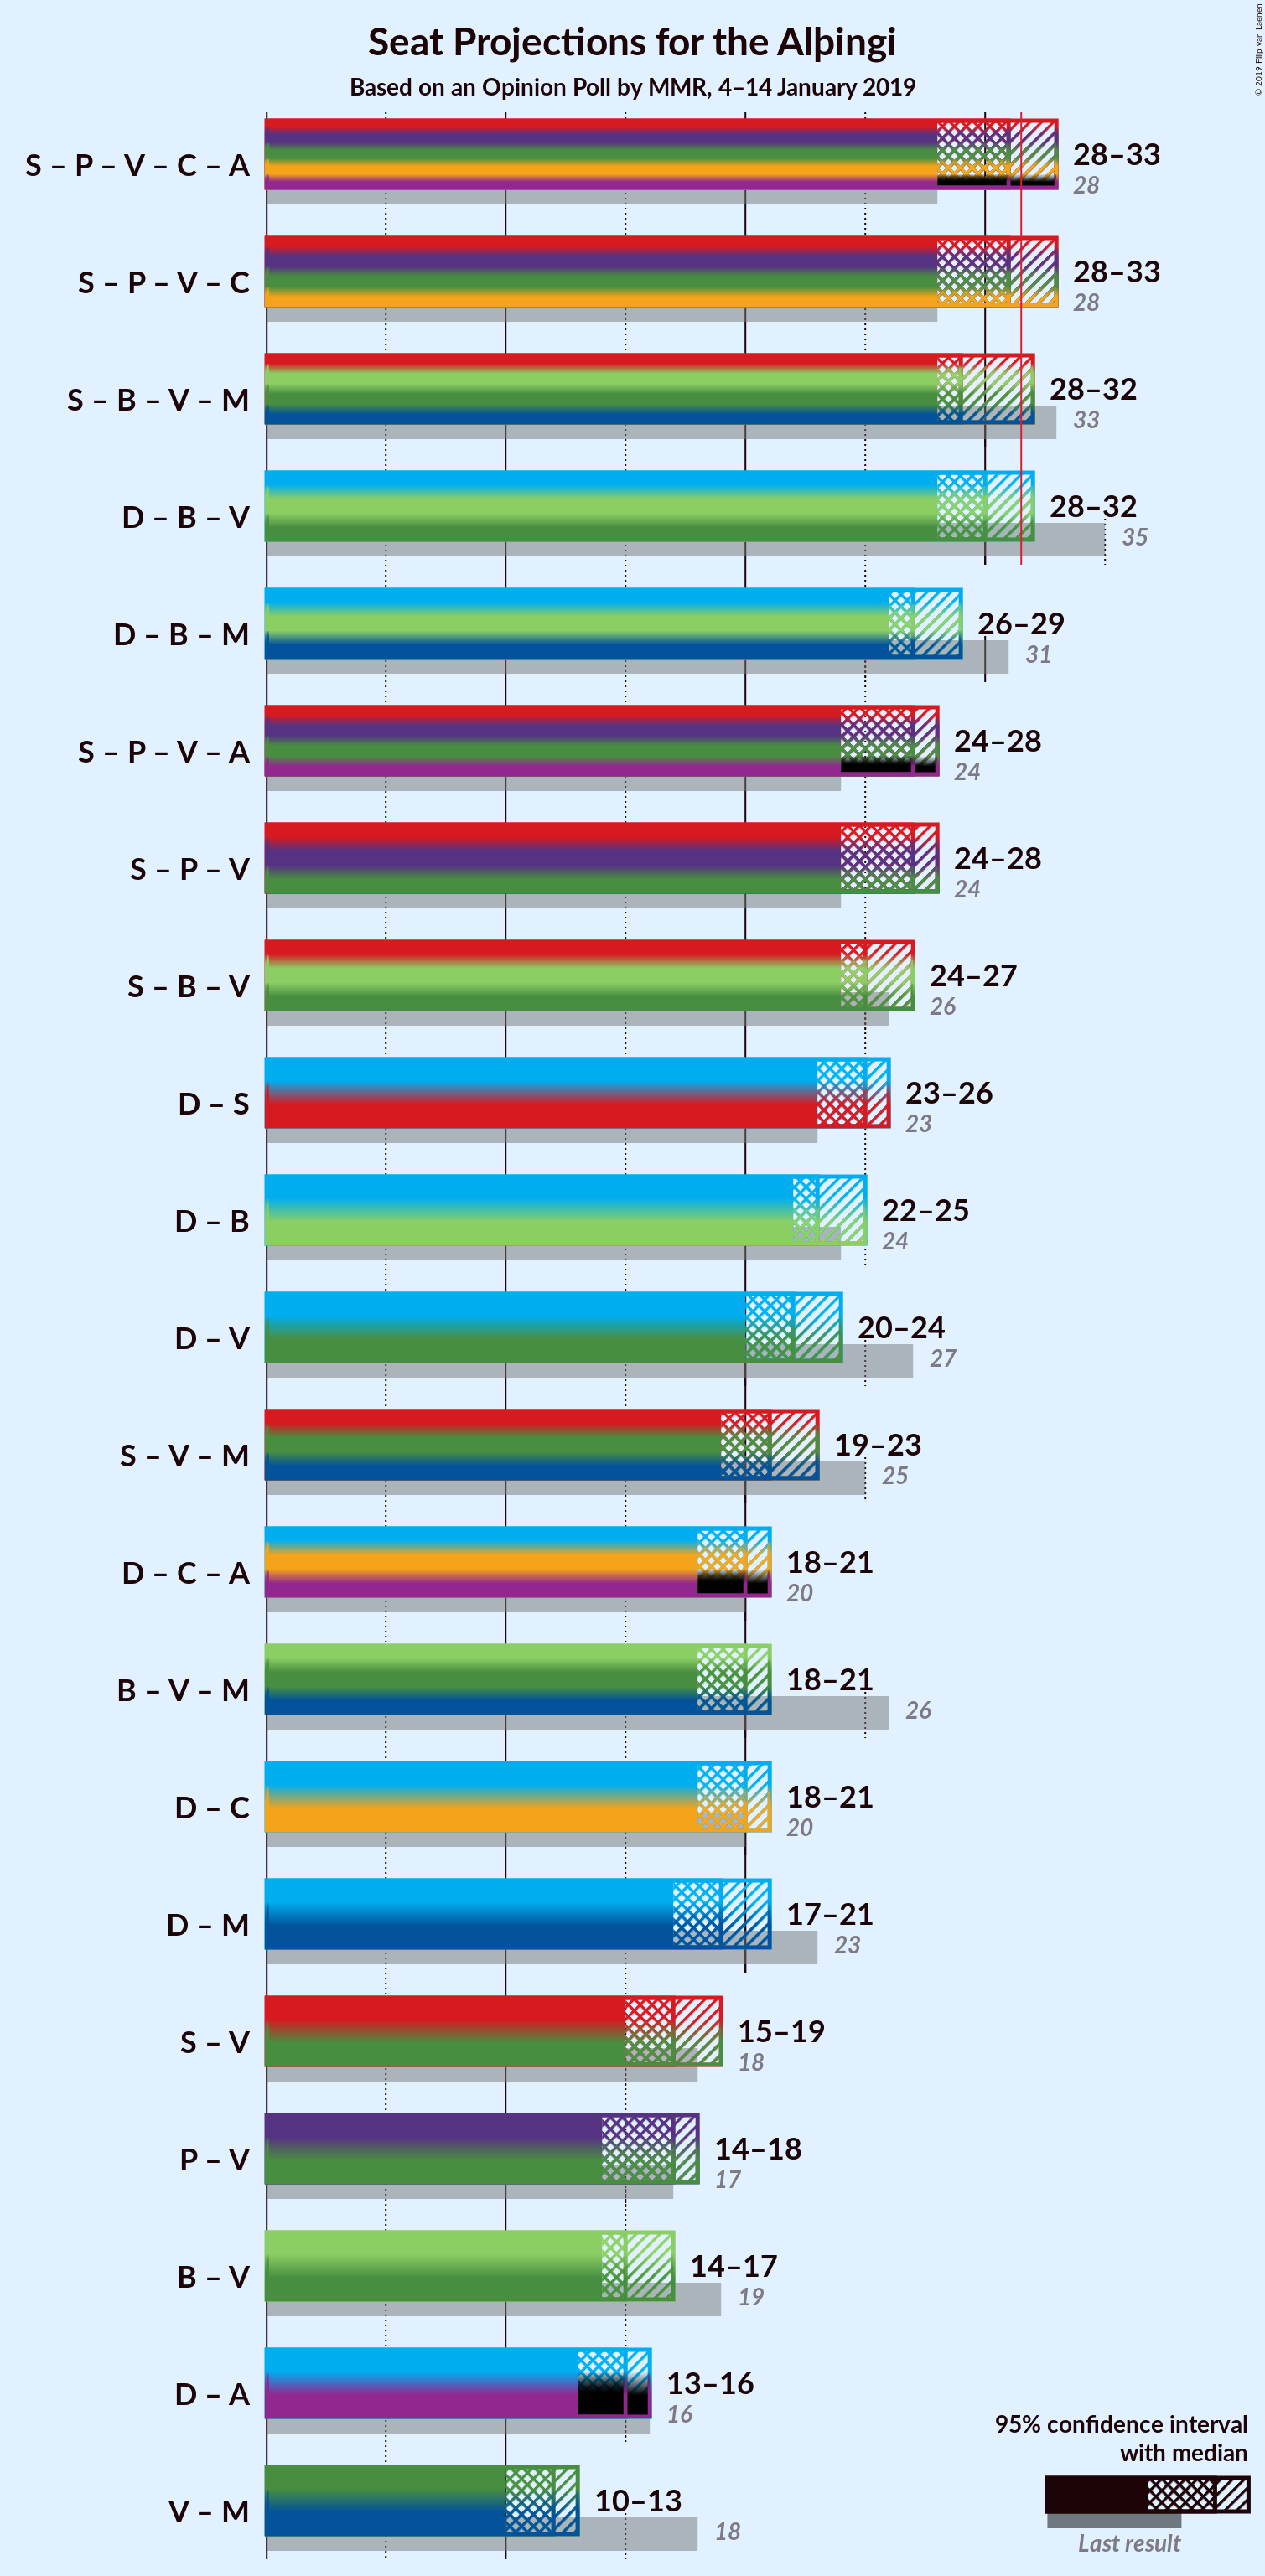 Seat Projections for the Alþingi
Based on an Opinion Poll by MMR, 4–14 January 2019
© 2019 Filip van Laenen
S – P – V – C – A
28–33
28
S – P – V – C
28–33
28
S – B – V – M
28–32
33
D – B – V
28–32
35
D – B – M
26–29
31
S – P – V – A
24–28
24
S – P – V
24–28
24
S – B – V
24–27
26
D – S
23–26
23
D – B
22–25
24
D – V
20–24
27
S – V – M
19–23
25
D – C – A
18–21
20
B – V – M
18–21
26
D – C
18–21
20
D – M
17–21
23
S – V
15–19
18
P – V
14–18
17
B – V
14–17
19
D – A
13–16
16
V – M
10–13
18
95% confidence interval
with median
Last result